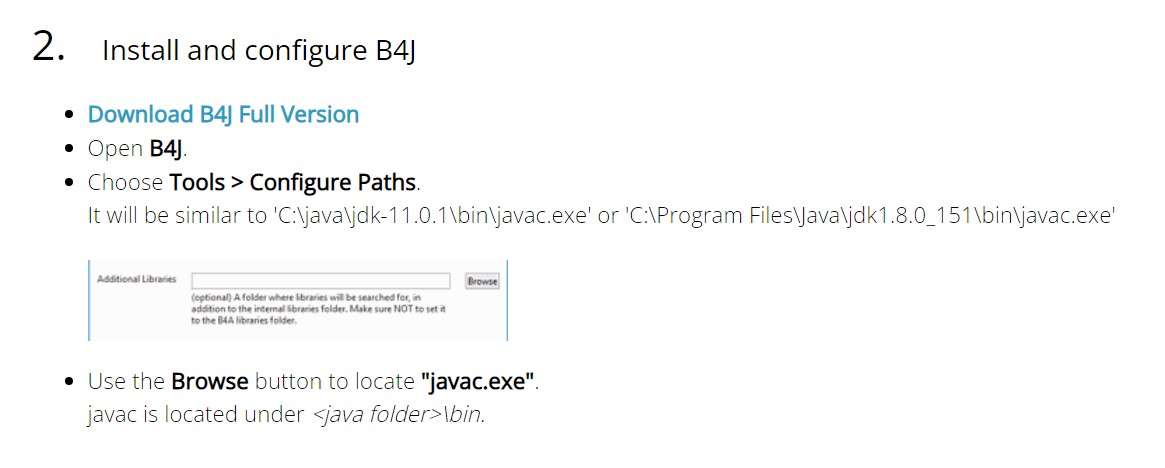 2. Install and configure B4J
Download B4J Full Version
Open B4J.
Choose Tools > Configure Paths.
It will be similar to 'C:\java\jdk-11.0.1\bin\javac.exe' or 'C:\Program Files\Java\jdk1.8.0_151\bin\javac.exe'
Additional Libraries
Browse
(optional) A folder where libraries will be searched for, in
addition to the internal libraries folder. Make sure NOT to set it
to the B4A libraries folder.
Use the Browse button to locate "javac.exe".
javac is located under <java folder>\bin.